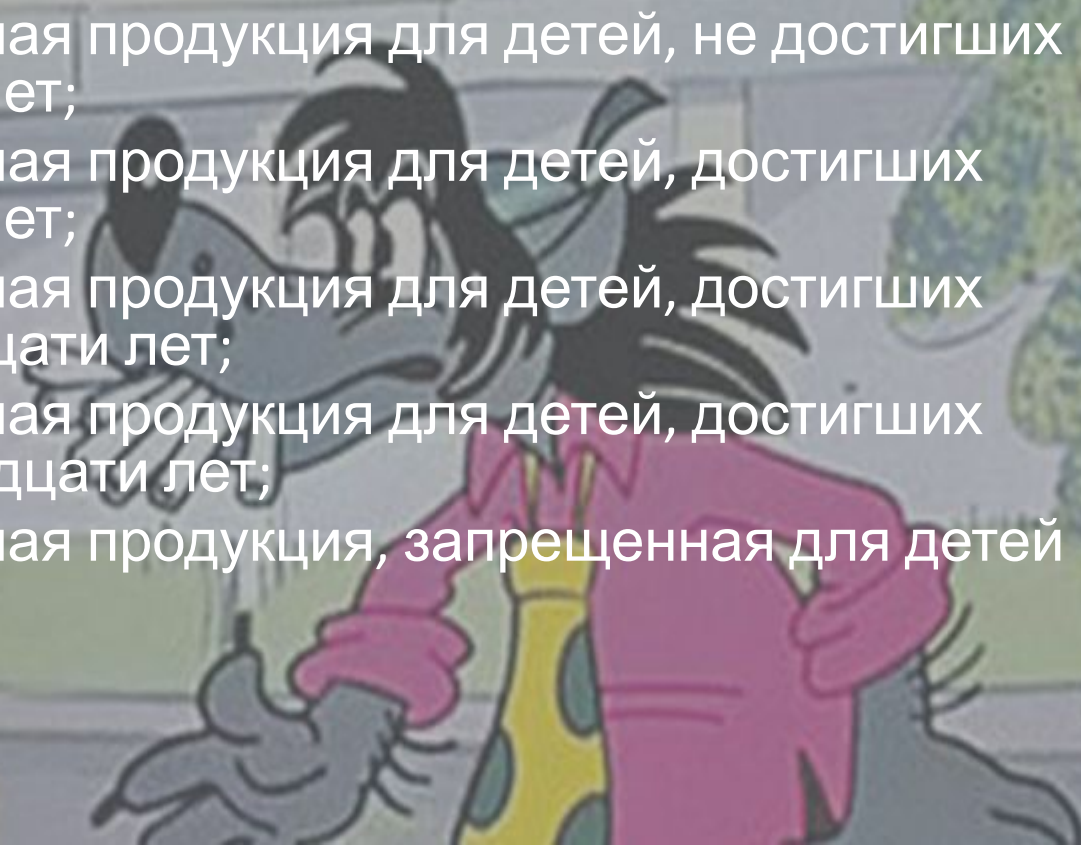 ная продукция для детей, не достигших
ет;
ная продукция для детей, достигших
ет;
ная продукция для детей, достигших
цати лет;
ная продукция для детей, достигших
дцати лет;
ная продукция, запрещенная для детей